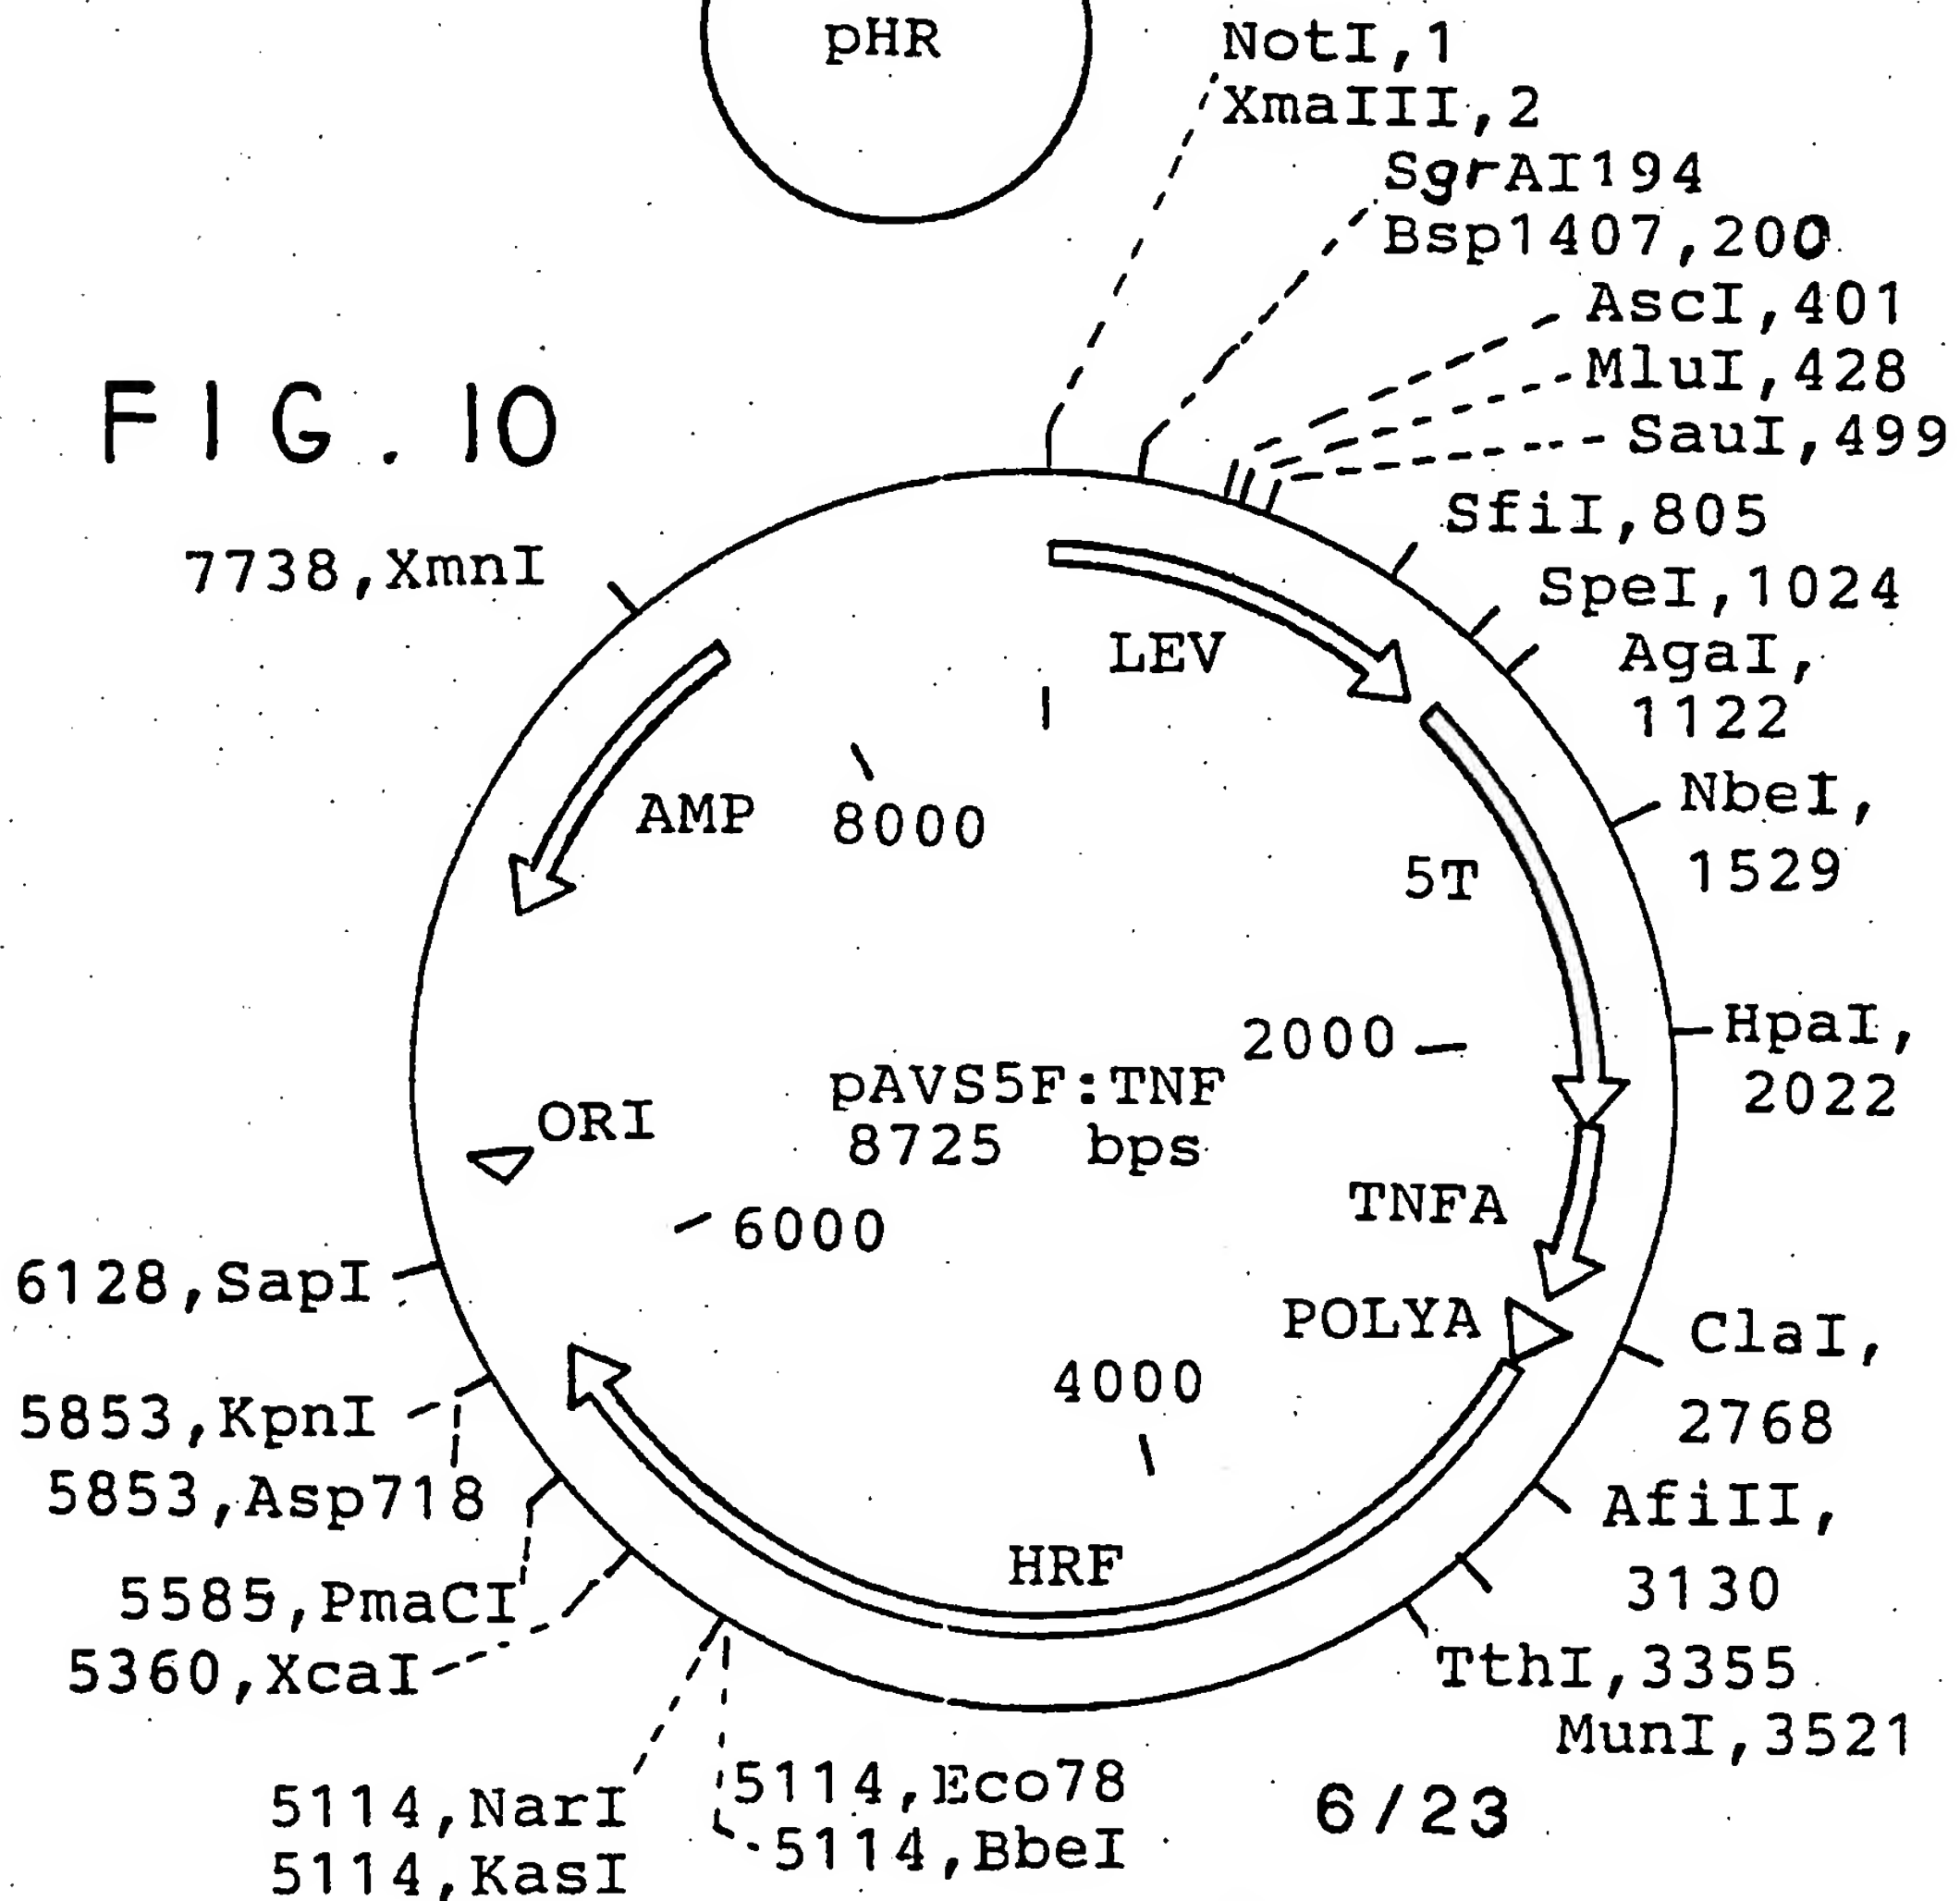 pHR
NotI,1
XmaIII,2
SgrAI194
Bsp1407,200
AscI,401
MluI,428
SauI,499
FIG.10
SfiI,805
7738,XmnI
SpeI,1024
AgaI,
1122
LEV
NbeI,
1529
AMP
8000
5T
2000
HpaI,
2022
pAVS5F:TNF
8725 bps
ORI
TNFA
6000
6128,SapI
POLYA
ClaI,
2768
4000
5853,KpnI
5853,Asp718
AfiII,
3130
HRF
5585,PmaCI
5360,XcaI
TthI,3355
MunI,3521
5114,NarI
5114,KasI
5114,Eco78
5114,BbeI
6/23